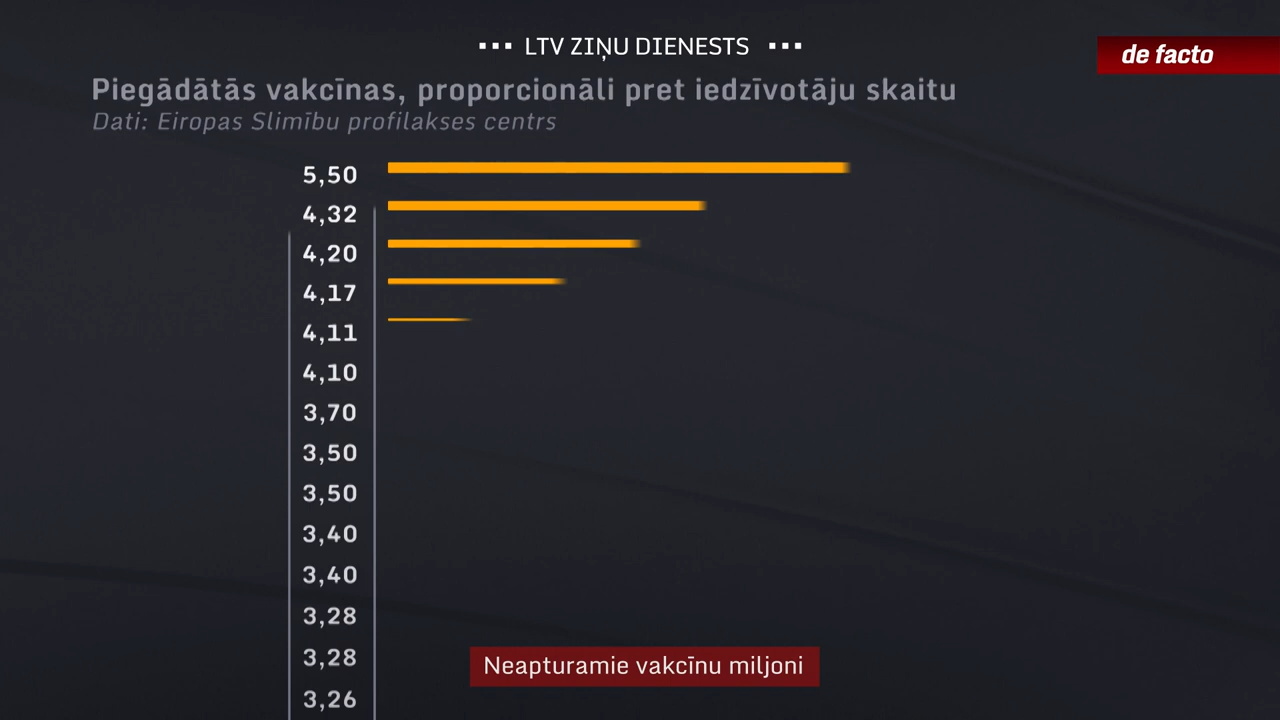 LTV ZIŅU DIENESTS
de facto
Piegādātās vakcīnas, proporcionāli pret iedzīvotāju skaitu
Dati: Eiropas Slimību profilakses centrs
5,50
4,32
4,20
4,17
4,11
4,10
3,70
3,50
3,50
3,40
3,40
3,28
3,28
3,26
Neapturamie vakcīnu miljoni